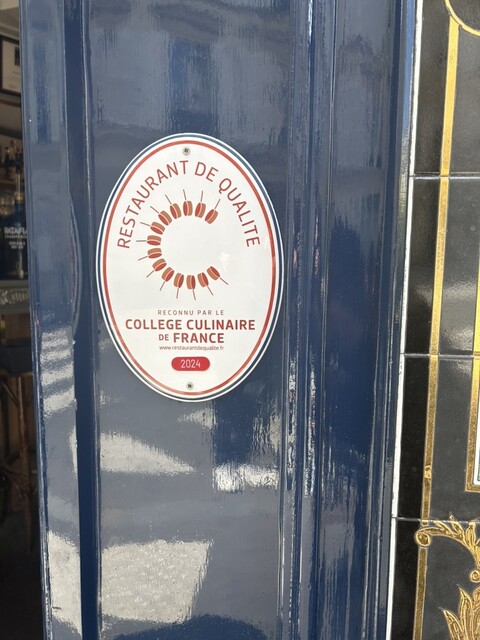 RESTAURANT DE QUALITE
RECONNU PAR LE
COLLEGE CULINAIRE
DE FRANCE
www.restaurantdequalite.fr
2024